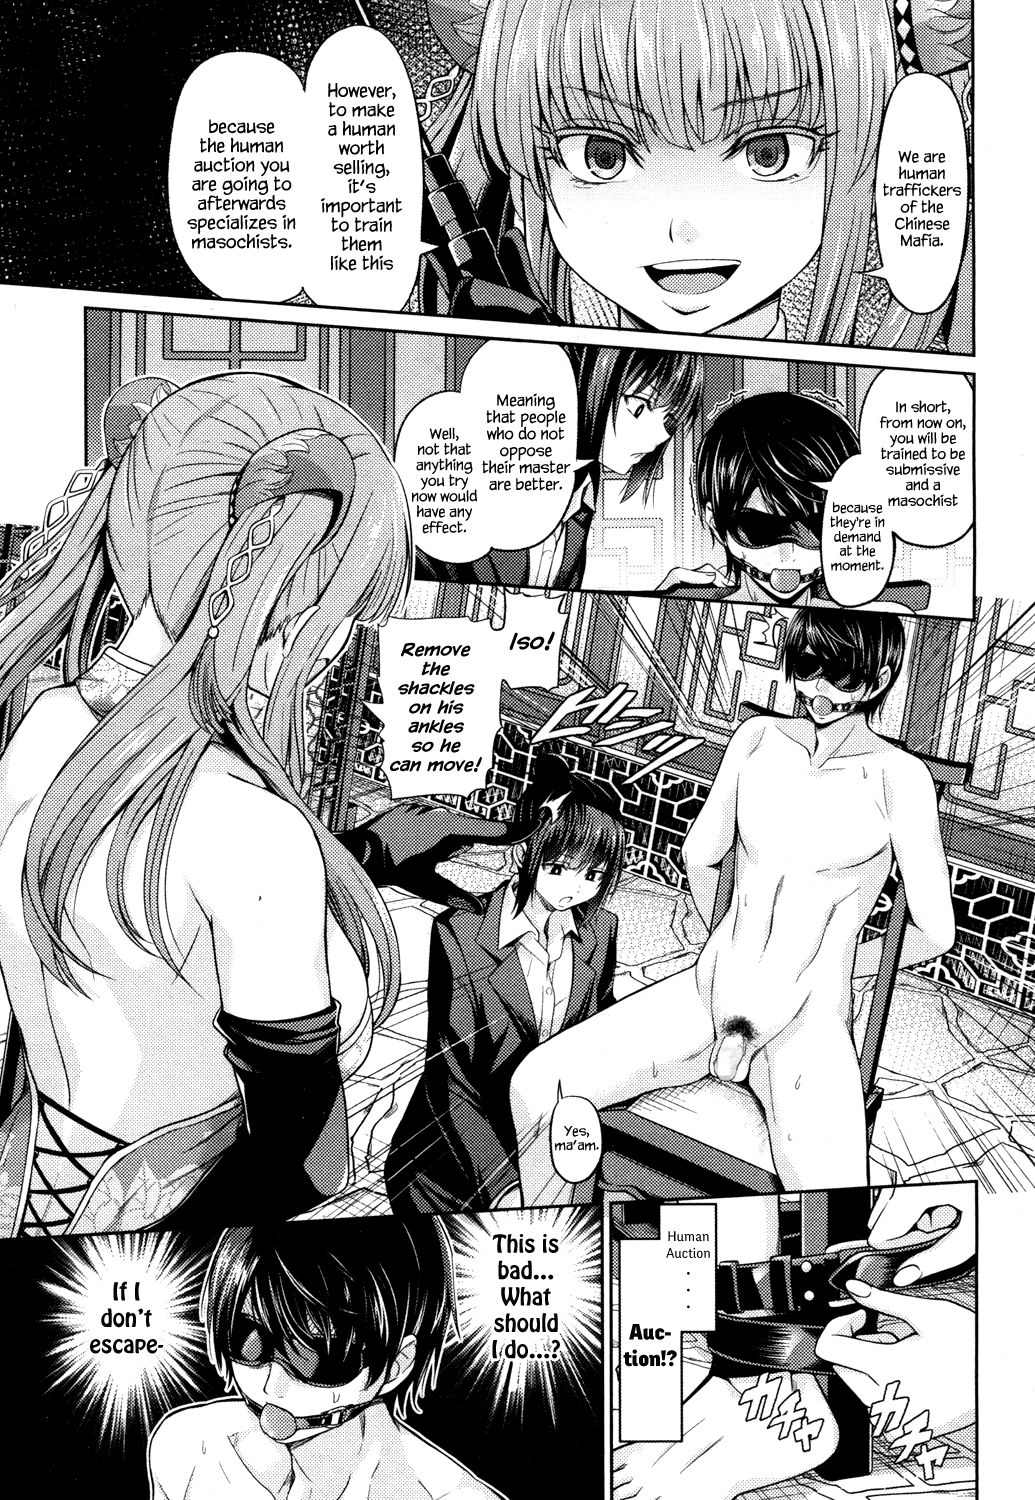 We are
human
traffickers
of the
Chinese
Mafia.
However,
to make
a human
worth
selling,
it's
important
to train
them
like this
because
the human
auction you
are going to
afterwards
specializes in
masochists.
In short,
from now on,
you will be
trained to be
submissive
and a
masochist
because
they're in
demand
at the
moment.
Meaning
that people
who do not
oppose
their master
are better.
Well,
not that
anything
you try
now would
have any
effect.
Iso!
Remove
the
shackles
on his
ankles
so he
can move!
Yes,
ma'am.
Human
Auction
. . .
Auc-
tion!?
カチャ
カチャ
This is
bad...
What
should
I do...?
If I
don't
escape-